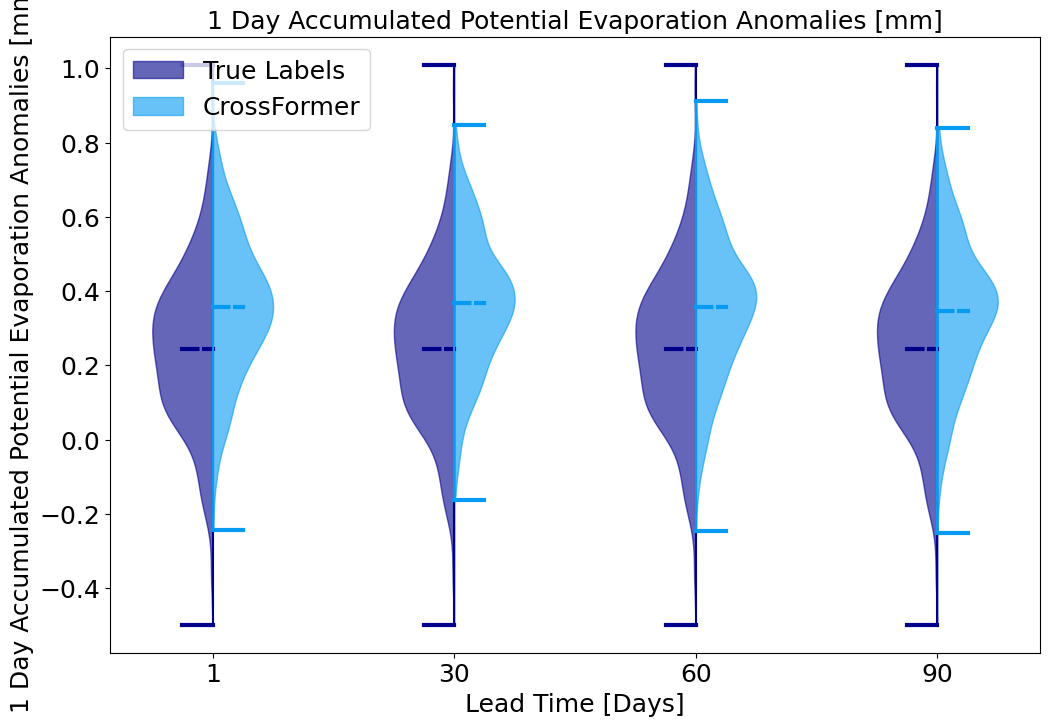 1 Day Accumulated Potential Evaporation Anomalies [mm]
1 Day Accumulated Potential Evaporation Anomalies [mm
True Labels
CrossFormer
1.0
0.8
0.6
0.4
0.2
0.0
−0.2
−0.4
1 30 60 90
Lead Time [Days]